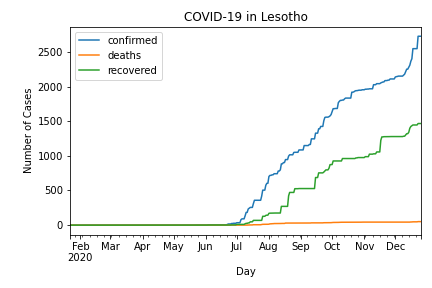 COVID-19 in Lesotho
confirmed
deaths
recovered
Number of Cases
2500
2000
1500
1000
500
0
Feb Mar Apr May Jun Jul Aug Sep Oct Nov Dec
2020
Day